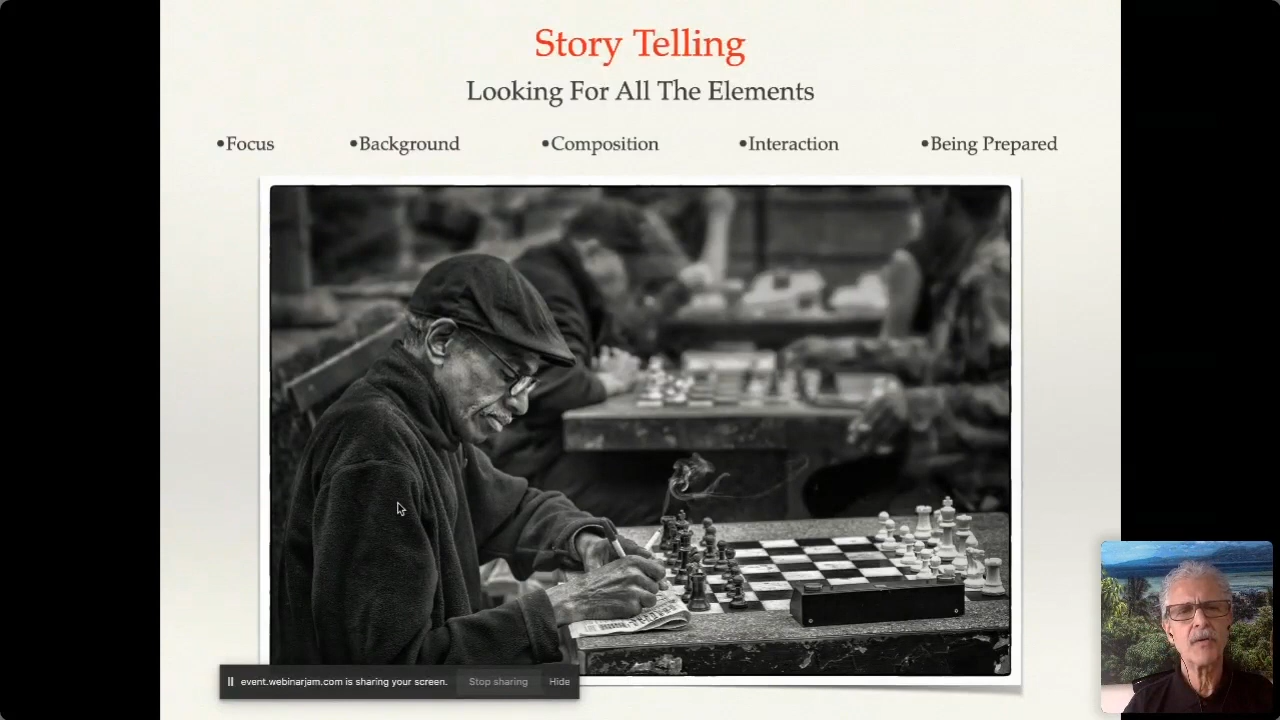 Story Telling
Looking For All The Elements
•Focus •Background •Composition •Interaction •Being Prepared
event.webinarjam.com is sharing your screen. Stop sharing Hide